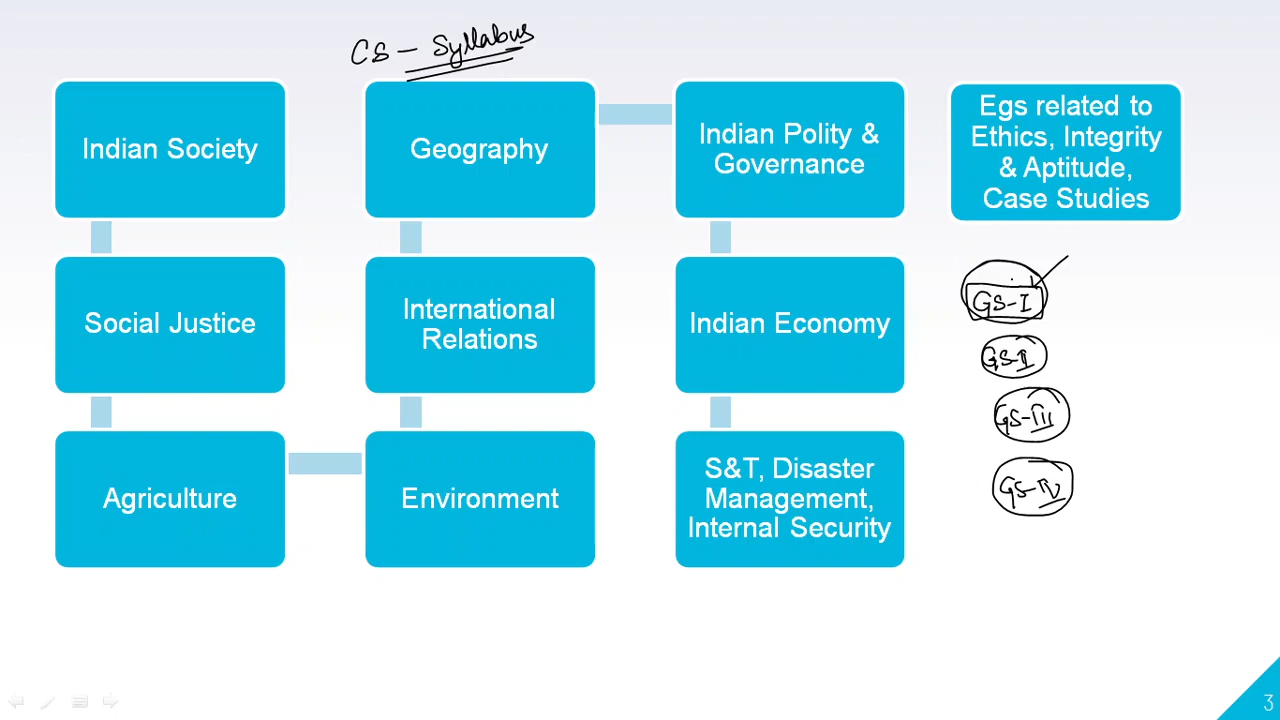 CS - Syllabus
Indian Society
Geography
Indian Polity &
Governance
Egs related to
Ethics, Integrity
& Aptitude,
Case Studies
Social Justice
International
Relations
Indian Economy
GS-I
GS-II
GS-III
GS-IV
Agriculture
Environment
S&T, Disaster
Management,
Internal Security
3